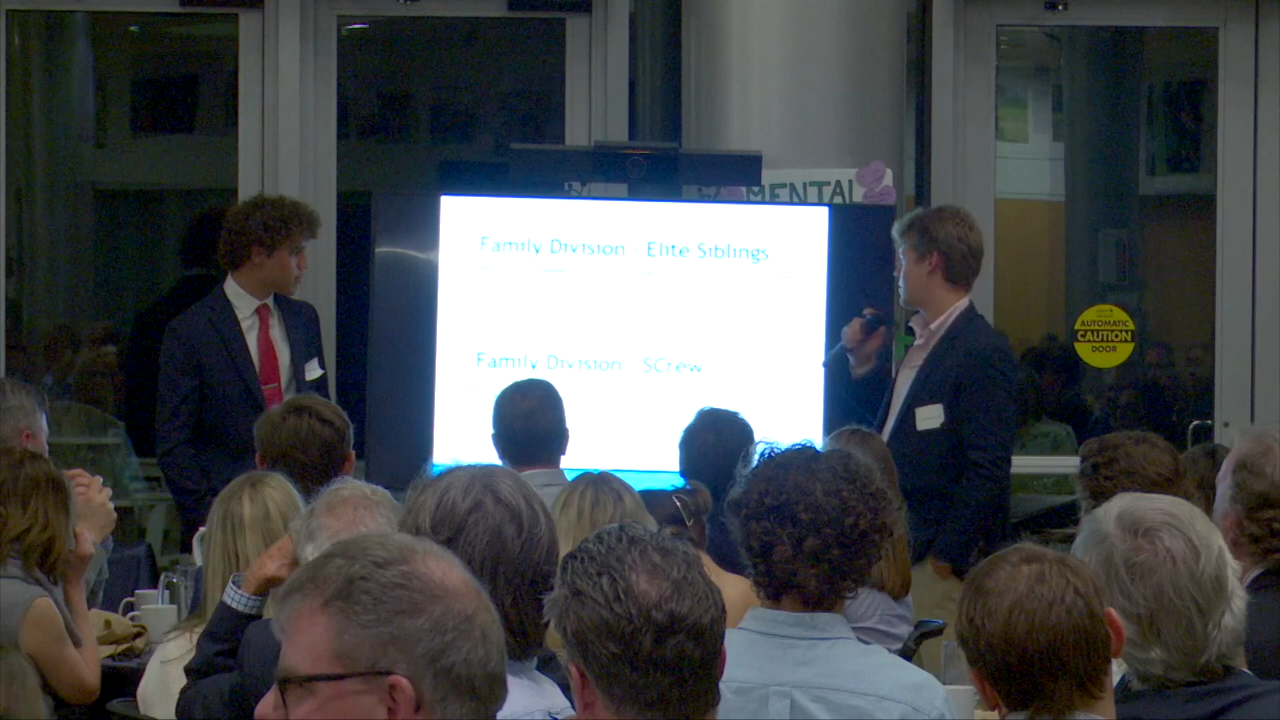 MENTAL
Family Division - Elite Siblings
Family Division SCrew
AUTOMATIC
CAUTION
DOOR